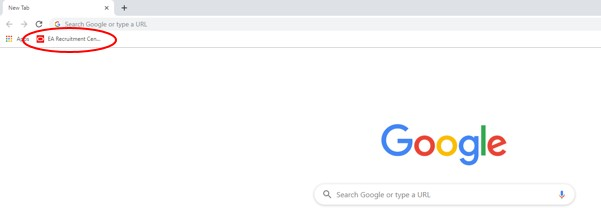 New Tab
Search Google or type a URL
Apps EA Recruitment Cen...
Google
Search Google or type a URL